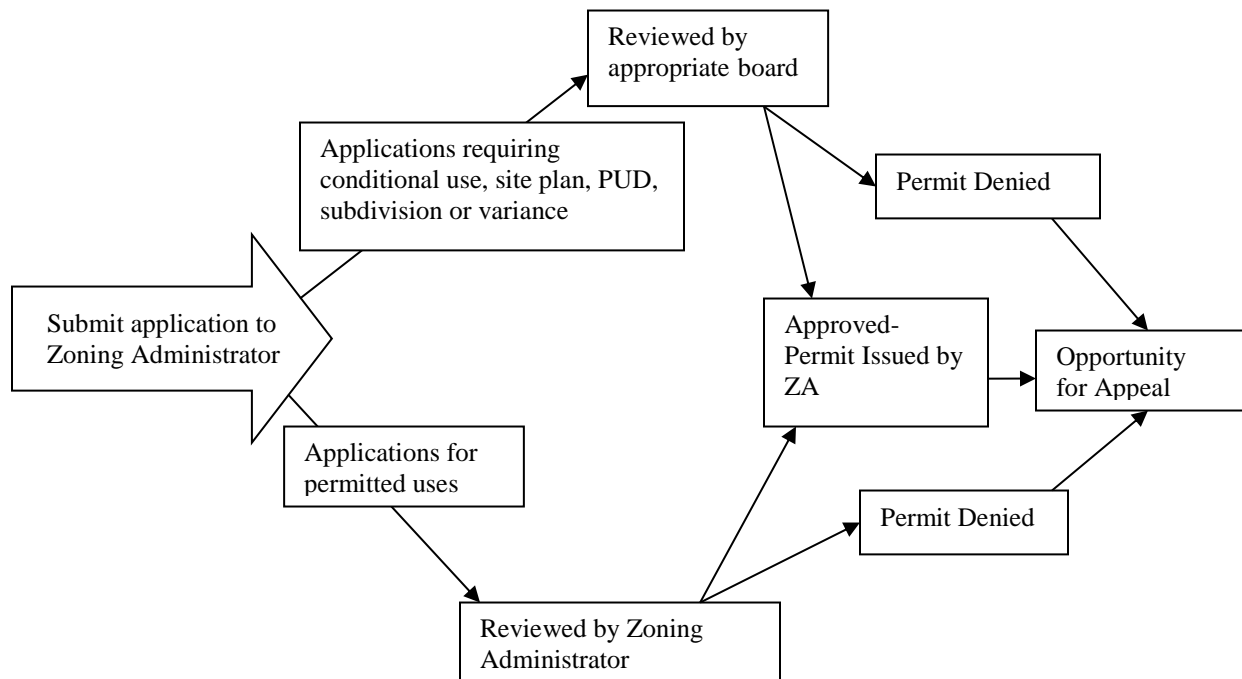 Reviewed by
appropriate board
Applications requiring
conditional use, site plan, PUD,
subdivision or variance
Permit Denied
Submit application to
Zoning Administrator
Approved-
Permit Issued by
ZA
Opportunity
for Appeal
Applications for
permitted uses
Permit Denied
Reviewed by Zoning
Administrator